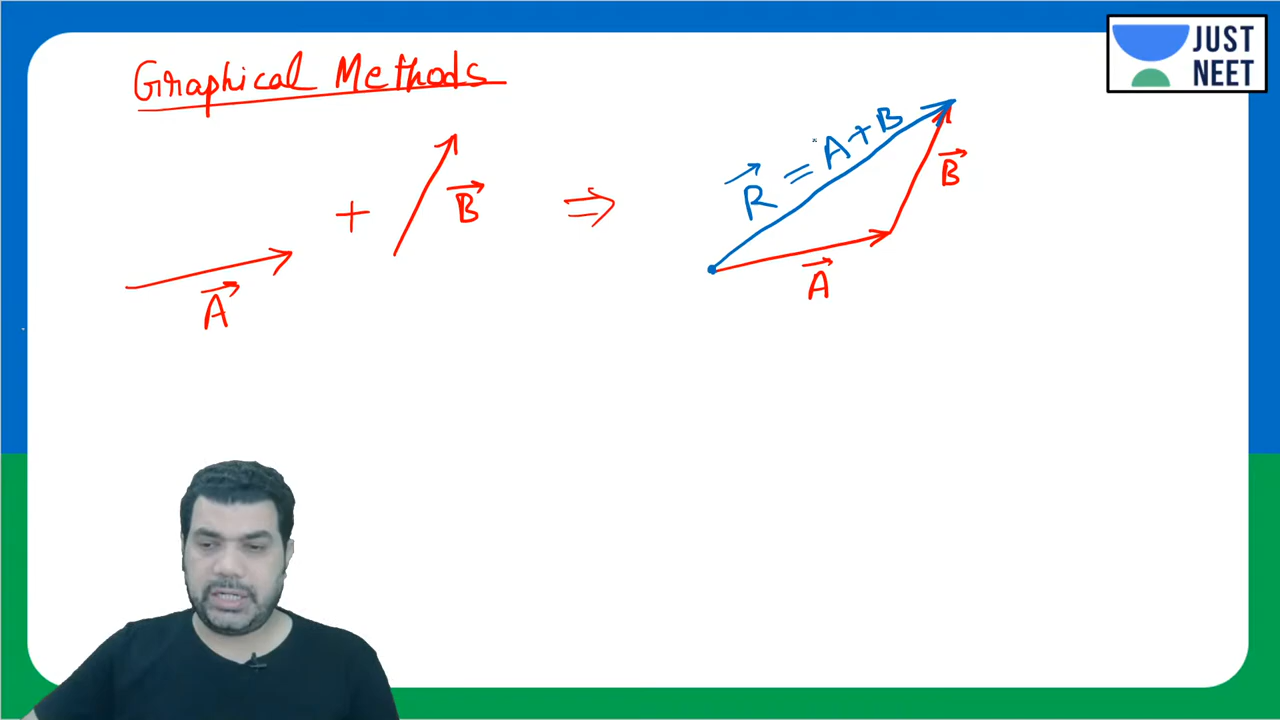 Graphical Methods
JUST
NEET
+
B⃗
⇒
A⃗
R⃗ = A + B
B⃗
A⃗